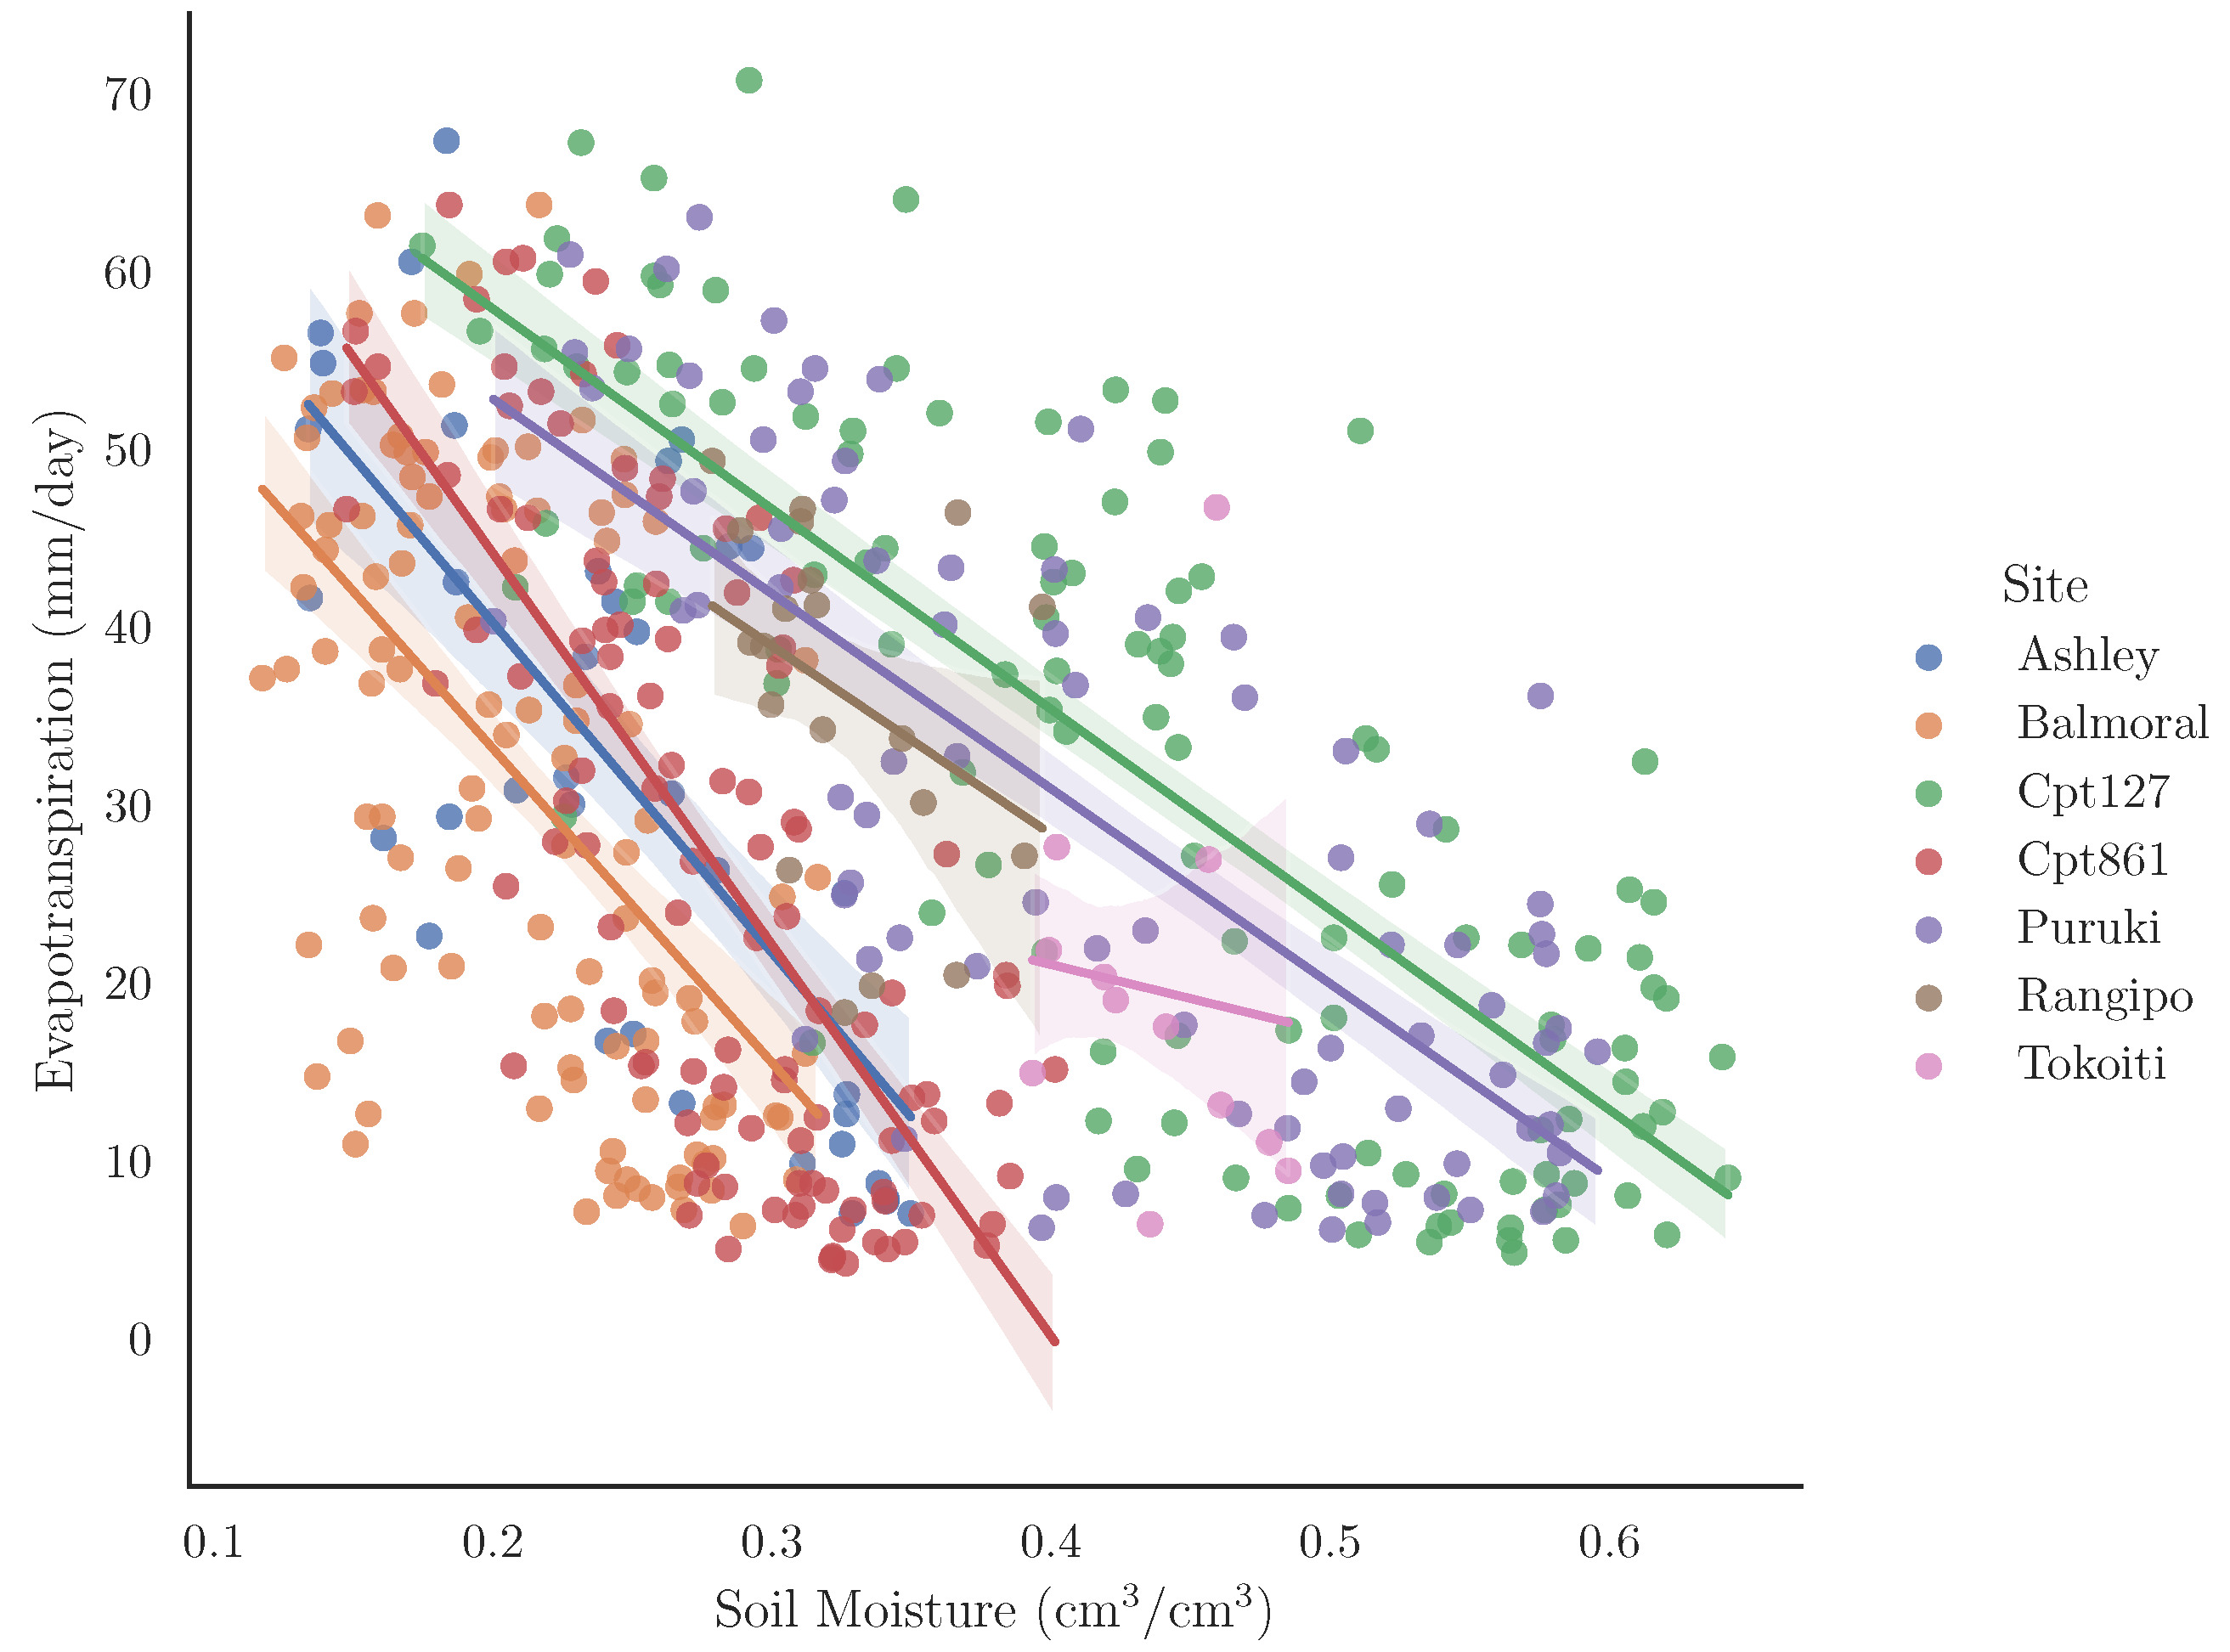 70
60
50
40
30
20
10
0
Evapotranspiration (mm/day)
0.1 0.2 0.3 0.4 0.5 0.6
Soil Moisture (cm³/cm³)
Site
Ashley
Balmoral
Cpt127
Cpt861
Puruki
Rangipo
Tokoiti